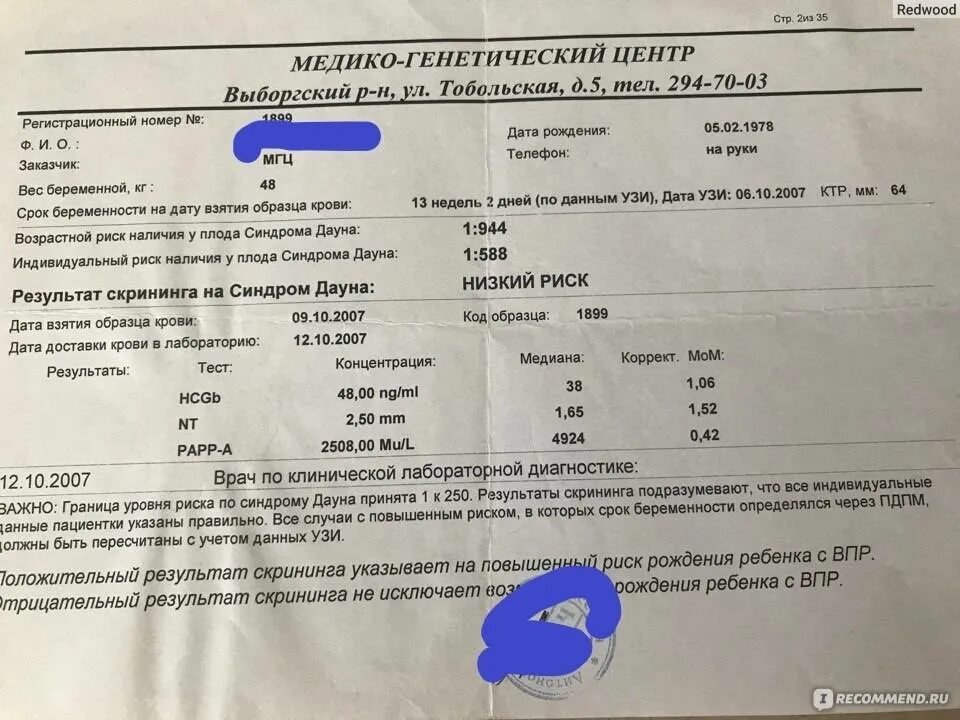 Redwood
Стр. 2из 35
МЕДИКО-ГЕНЕТИЧЕСКИЙ ЦЕНТР
Выборгский р-н, ул. Тобольская, д.5, тел. 294-70-03
Регистрационный номер №: 1899
Ф. И. О. :
Дата рождения: 05.02.1978
Заказчик: МГЦ
Телефон: на руки
Вес беременной, кг : 48
Срок беременности на дату взятия образца крови: 13 недель 2 дней (по данным УЗИ), Дата УЗИ: 06.10.2007 КТР, мм: 64
Возрастной риск наличия у плода Синдрома Дауна: 1:944
Индивидуальный риск наличия у плода Синдрома Дауна: 1:588
Результат скрининга на Синдром Дауна: НИЗКИЙ РИСК
Дата взятия образца крови: 09.10.2007 Код образца: 1899
Дата доставки крови в лабораторию: 12.10.2007
Результаты: Тест: Концентрация: Медиана: Коррект. МоМ:
HCGb 48,00 ng/ml 38 1,06
NT 2,50 mm 1,65 1,52
PAPP-A 2508,00 Mu/L 4924 0,42
12.10.2007 Врач по клинической лабораторной диагностике:
ВАЖНО: Граница уровня риска по синдрому Дауна принята 1 к 250. Результаты скрининга подразумевают, что все индивидуальные
данные пациентки указаны правильно. Все случаи с повышенным риском, в которых срок беременности определялся через ПДПМ,
должны быть пересчитаны с учетом данных УЗИ.
Положительный результат скрининга указывает на повышенный риск рождения ребенка с ВПР.
Отрицательный результат скрининга не исключает рождения ребенка с ВПР.
I RECOMMEND.RU